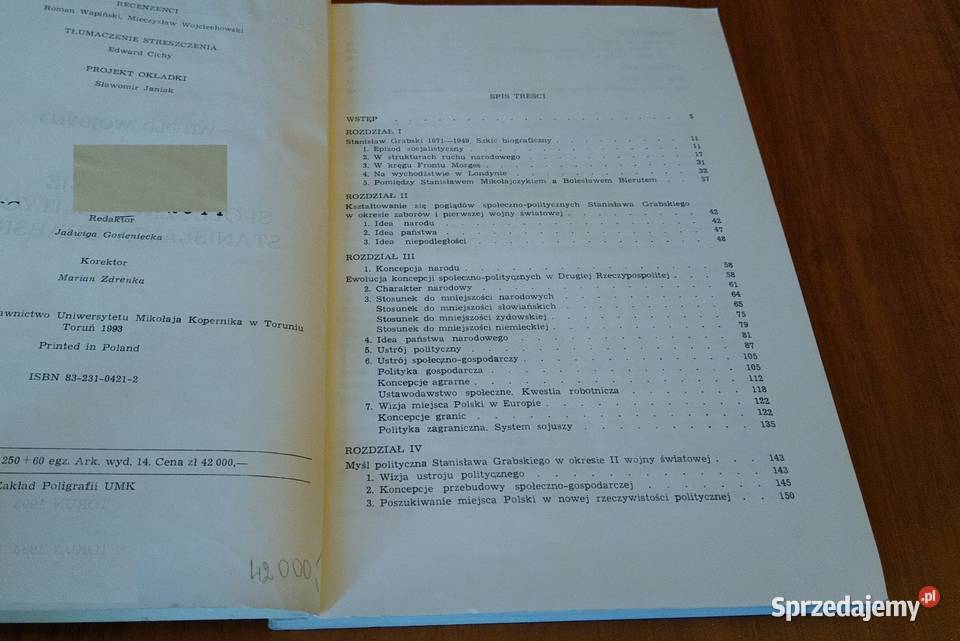 RECENZENCI
Roman Wapiński, Mieczysław Wojciechowski
TŁUMACZENIE STRESZCZENIA
Edward Cichy
PROJEKT OKŁADKI
Sławomir Janiak
Redaktor
Jadwiga Gosieniecka
Korektor
Marian Zdrenka
Uniwersytetu Mikołaja Kopernika w Toruniu
Toruń 1993
Printed in Poland
ISBN 83-231-0421-2
250+60 egz. Ark. wyd. 14. Cena zł 42 000,—
Poligrafii UMK
42 000,
SPIS TREŚCI
WSTĘP . . . 5
ROZDZIAŁ I
Stanisław Grabski 1871—1949. Szkic biograficzny . . . 11
1. Epizod socjalistyczny . . . 11
2. W strukturach ruchu narodowego . . . 17
3. W kręgu Frontu Morges . . . 31
4. Na wychodźstwie w Londynie . . . 32
5. Pomiędzy Stanisławem Mikołajczykiem a Bolesławem Bierutem . . . 37
ROZDZIAŁ II
Kształtowanie się poglądów społeczno-politycznych Stanisława Grabskiego
w okresie zaborów i pierwszej wojny światowej . . . 42
1. Idea narodu . . . 42
2. Idea państwa . . . 47
3. Idea niepodległości . . . 48
ROZDZIAŁ III
1. Koncepcja narodu . . . 58
Ewolucja koncepcji społeczno-politycznych w Drugiej Rzeczypospolitej . . . 58
2. Charakter narodowy . . . 61
3. Stosunek do mniejszości narodowych . . . 64
Stosunek do mniejszości słowiańskich . . . 65
Stosunek do mniejszości żydowskiej . . . 75
Stosunek do mniejszości niemieckiej . . . 79
4. Idea państwa narodowego . . . 81
5. Ustrój polityczny . . . 87
6. Ustrój społeczno-gospodarczy . . . 105
Polityka gospodarcza . . . 105
Koncepcje agrarne . . . 112
Ustawodawstwo społeczne. Kwestia robotnicza . . . 118
7. Wizja miejsca Polski w Europie . . . 122
Koncepcje granic . . . 122
Polityka zagraniczna. System sojuszy . . . 135
ROZDZIAŁ IV
Myśl polityczna Stanisława Grabskiego w okresie II wojny światowej . . . 143
1. Wizja ustroju politycznego . . . 143
2. Koncepcje przebudowy społeczno-gospodarczej . . . 145
3. Poszukiwanie miejsca Polski w nowej rzeczywistości politycznej . . . 150
Sprzedajemy.pl